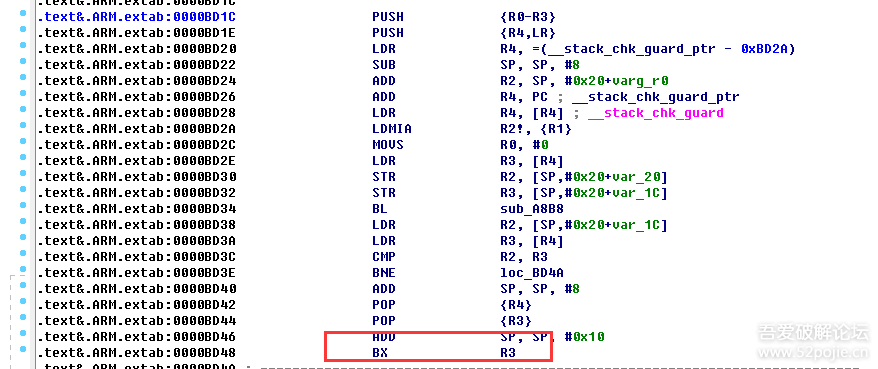 .text&.ARM.extab:0000BD1C PUSH {R0-R3}
.text&.ARM.extab:0000BD1E PUSH {R4,LR}
.text&.ARM.extab:0000BD20 LDR R4, =(__stack_chk_guard_ptr - 0xBD2A)
.text&.ARM.extab:0000BD22 SUB SP, SP, #8
.text&.ARM.extab:0000BD24 ADD R2, SP, #0x20+varg_r0
.text&.ARM.extab:0000BD26 ADD R4, PC ; __stack_chk_guard_ptr
.text&.ARM.extab:0000BD28 LDR R4, [R4] ; __stack_chk_guard
.text&.ARM.extab:0000BD2A LDMIA R2!, {R1}
.text&.ARM.extab:0000BD2C MOVS R0, #0
.text&.ARM.extab:0000BD2E LDR R3, [R4]
.text&.ARM.extab:0000BD30 STR R2, [SP,#0x20+var_20]
.text&.ARM.extab:0000BD32 STR R3, [SP,#0x20+var_1C]
.text&.ARM.extab:0000BD34 BL sub_A8B8
.text&.ARM.extab:0000BD38 LDR R2, [SP,#0x20+var_1C]
.text&.ARM.extab:0000BD3A LDR R3, [R4]
.text&.ARM.extab:0000BD3C CMP R2, R3
.text&.ARM.extab:0000BD3E BNE loc_BD4A
.text&.ARM.extab:0000BD40 ADD SP, SP, #8
.text&.ARM.extab:0000BD42 POP {R4}
.text&.ARM.extab:0000BD44 POP {R3}
.text&.ARM.extab:0000BD46 ADD SP, SP, #0x10
.text&.ARM.extab:0000BD48 BX R3
吾爱破解论坛
www.52pojie.cn